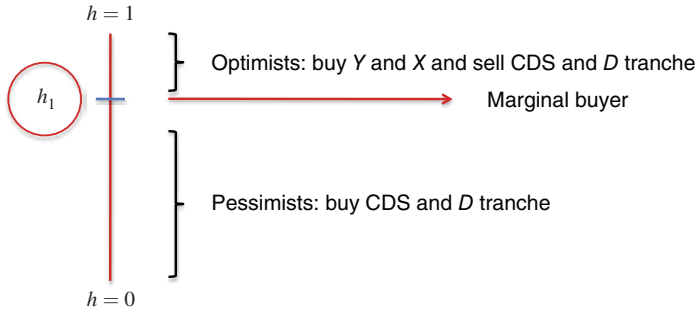 h = 1
Optimists: buy Y and X and sell CDS and D tranche
h₁
Marginal buyer
Pessimists: buy CDS and D tranche
h = 0